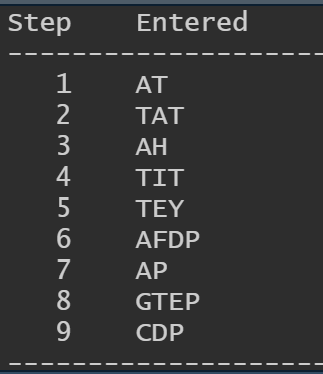 Step Entered
--------------------
1 AT
2 TAT
3 AH
4 TIT
5 TEY
6 AFDP
7 AP
8 GTEP
9 CDP
--------------------